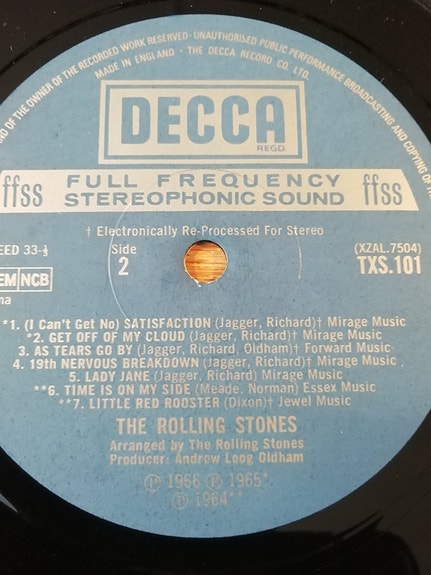 ND OF THE OWNER OF THE RECORDED WORK RESERVED · UNAUTHORISED PUBLIC PERFORMANCE BROADCASTING AND COPYING OF
MADE IN ENGLAND · THE DECCA RECORD CO. LTD.
DECCA
REGD
ffss FULL FREQUENCY STEREOPHONIC SOUND ffss
† Electronically Re-Processed For Stereo
EED 33-⅓
Side 2
(XZAL.7504)
TXS.101
EM NCB
**1. (I Can't Get No) SATISFACTION (Jagger, Richard)† Mirage Music
*2. GET OFF OF MY CLOUD (Jagger, Richard)† Mirage Music
3. AS TEARS GO BY (Jagger, Richard, Oldham)† Forward Music
4. 19th NERVOUS BREAKDOWN (Jagger, Richard)† Mirage Music
5. LADY JANE (Jagger, Richard) Mirage Music
**6. TIME IS ON MY SIDE (Meade, Norman) Essex Music
**7. LITTLE RED ROOSTER (Dixon)† Jewel Music
THE ROLLING STONES
Arranged by The Rolling Stones
Producer: Andrew Loog Oldham
℗ 1966 ℗ 1965*
℗ 1964**